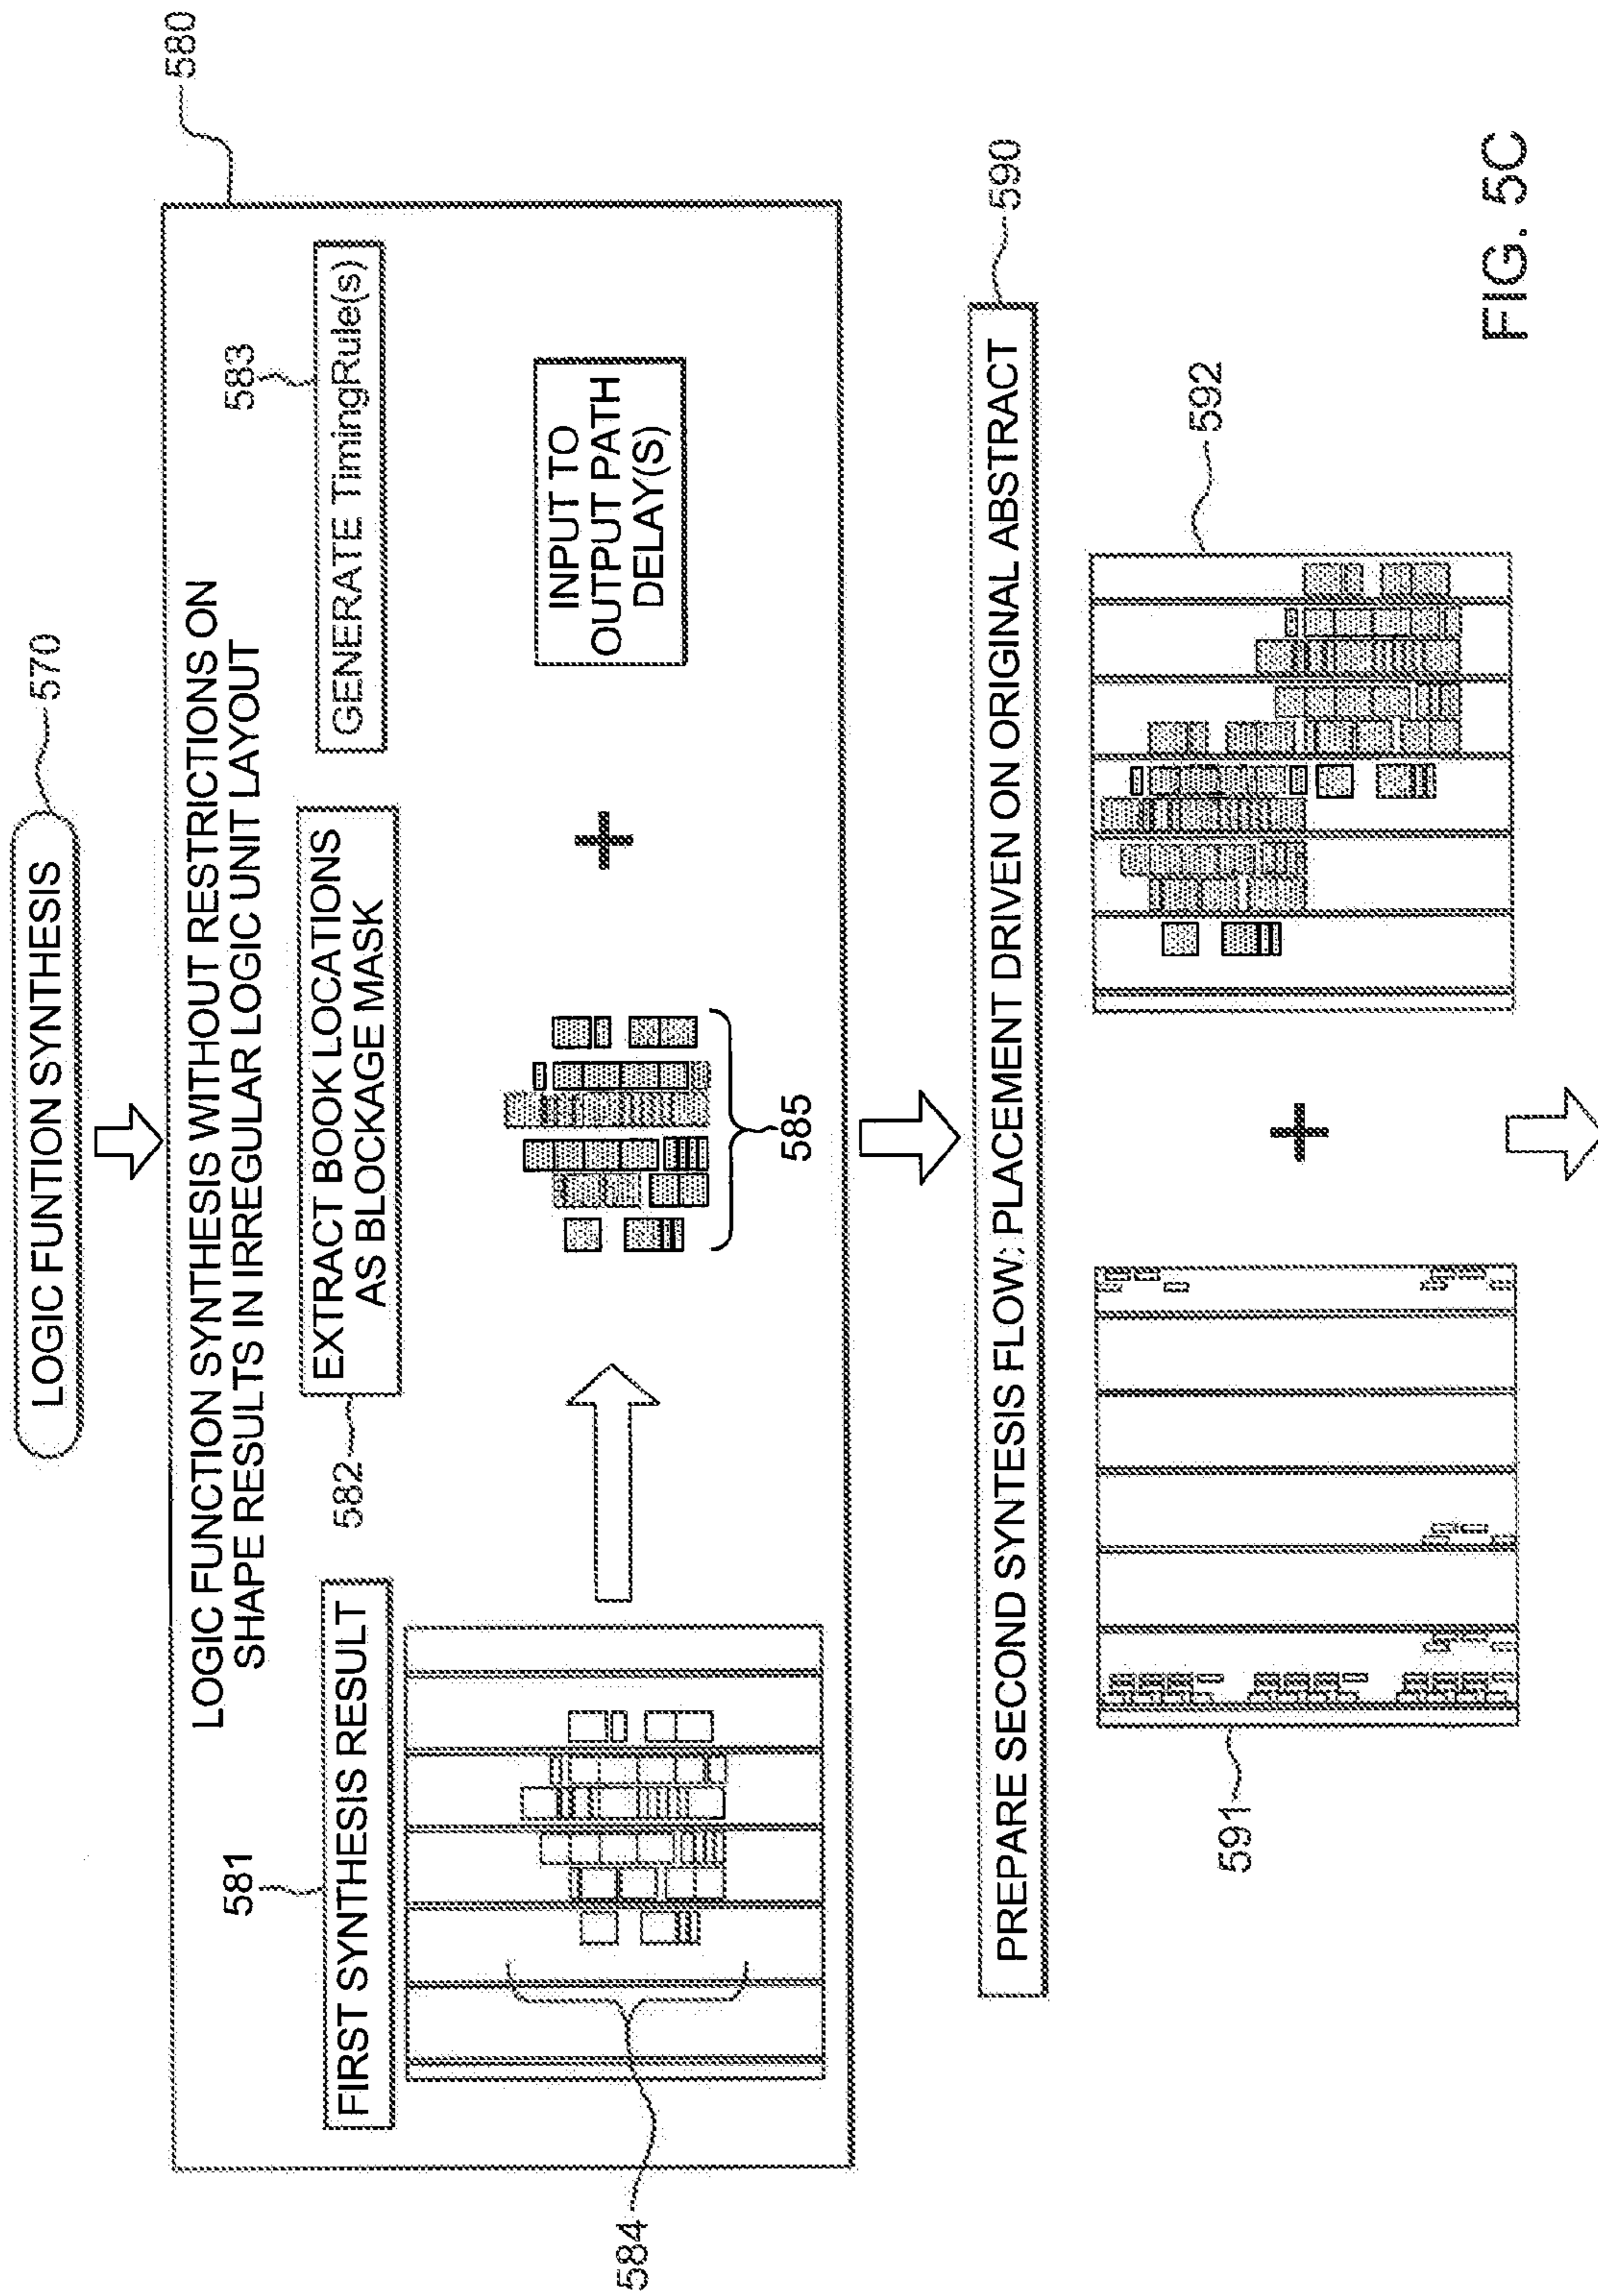 LOGIC FUNTION SYNTHESIS
570
580
LOGIC FUNCTION SYNTHESIS WITHOUT RESTRICTIONS ON
SHAPE RESULTS IN IRREGULAR LOGIC UNIT LAYOUT
581
FIRST SYNTHESIS RESULT
582
EXTRACT BOOK LOCATIONS
AS BLOCKAGE MASK
583
GENERATE TimingRule(s)
584
585
+
INPUT TO
OUTPUT PATH
DELAY(S)
590
PREPARE SECOND SYNTESIS FLOW: PLACEMENT DRIVEN ON ORIGINAL ABSTRACT
591
+
592
FIG. 5C